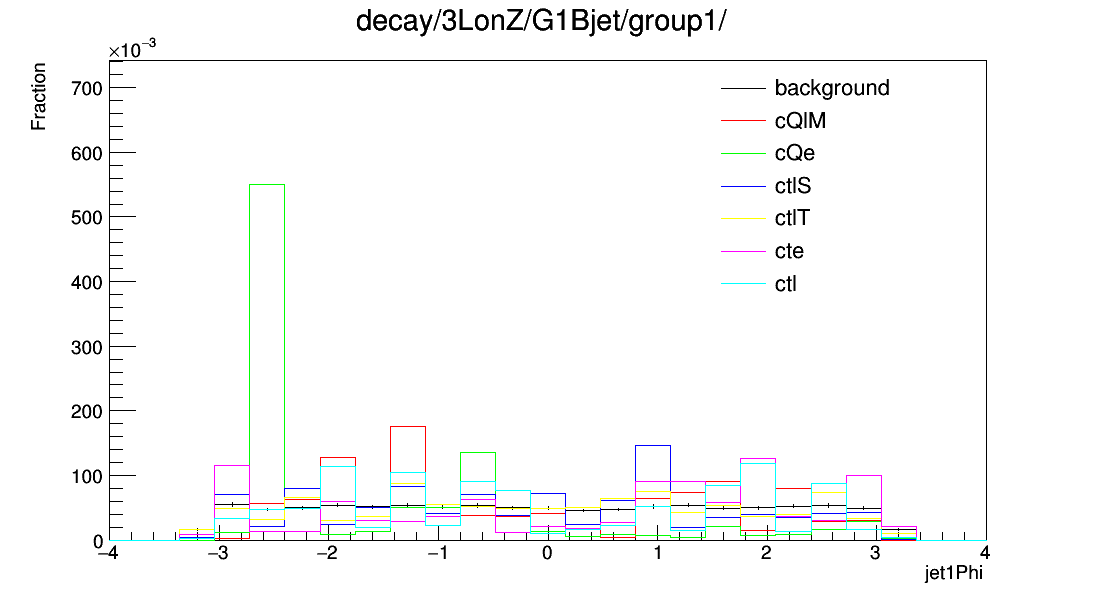 decay/3LonZ/G1Bjet/group1/
×10⁻³
Fraction
700
600
500
400
300
200
100
0
background
cQlM
cQe
ctlS
ctlT
cte
ctl
−4 −3 −2 −1 0 1 2 3 4
jet1Phi